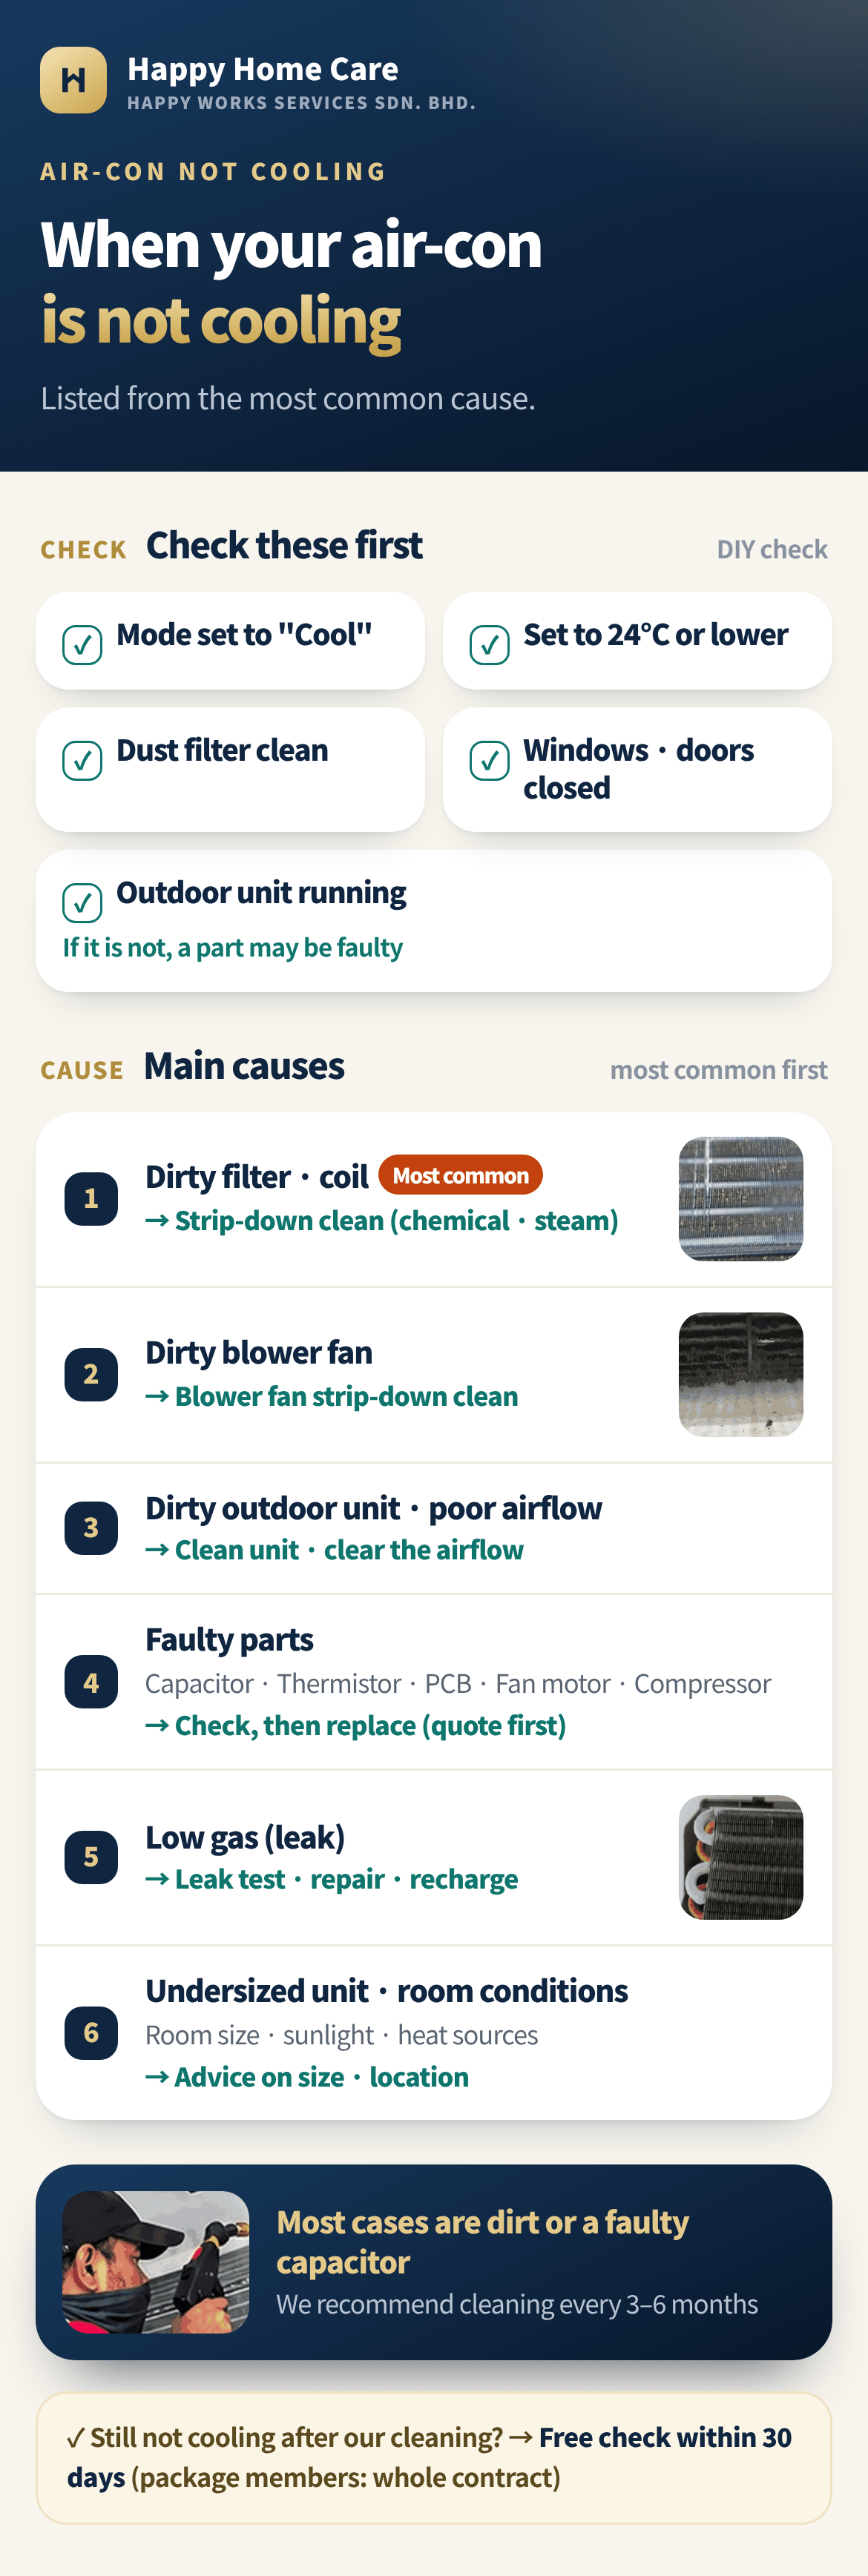 Happy Home Care
HAPPY WORKS SERVICES SDN. BHD.
AIR-CON NOT COOLING
When your air-con
is not cooling
Listed from the most common cause.
CHECK Check these first DIY check
✓ Mode set to "Cool"
✓ Set to 24°C or lower
✓ Dust filter clean
✓ Windows · doors
closed
✓ Outdoor unit running
If it is not, a part may be faulty
CAUSE Main causes most common first
1
Dirty filter · coil Most common
→ Strip-down clean (chemical · steam)
2
Dirty blower fan
→ Blower fan strip-down clean
3
Dirty outdoor unit · poor airflow
→ Clean unit · clear the airflow
4
Faulty parts
Capacitor · Thermistor · PCB · Fan motor · Compressor
→ Check, then replace (quote first)
5
Low gas (leak)
→ Leak test · repair · recharge
6
Undersized unit · room conditions
Room size · sunlight · heat sources
→ Advice on size · location
Most cases are dirt or a faulty
capacitor
We recommend cleaning every 3–6 months
✓ Still not cooling after our cleaning? → Free check within 30
days (package members: whole contract)